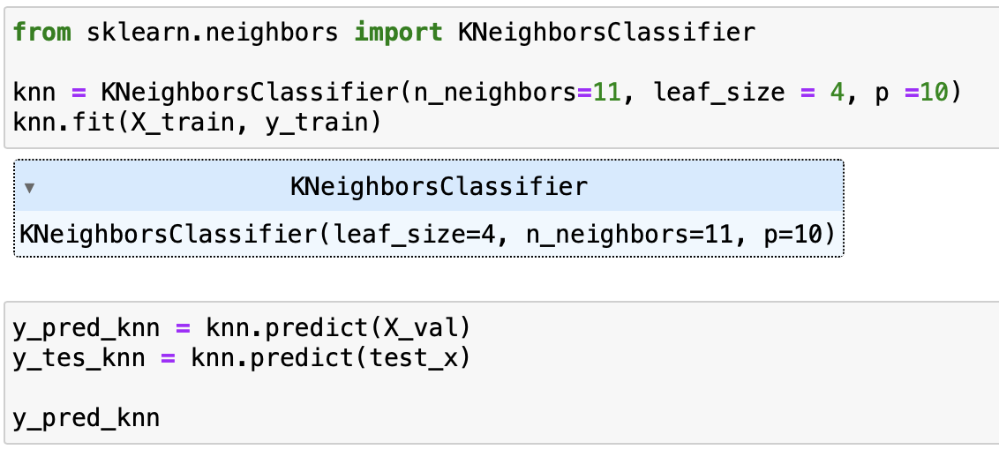 from sklearn.neighbors import KNeighborsClassifier
knn = KNeighborsClassifier(n_neighbors=11, leaf_size = 4, p =10)
knn.fit(X_train, y_train)
KNeighborsClassifier
KNeighborsClassifier(leaf_size=4, n_neighbors=11, p=10)
y_pred_knn = knn.predict(X_val)
y_tes_knn = knn.predict(test_x)
y_pred_knn